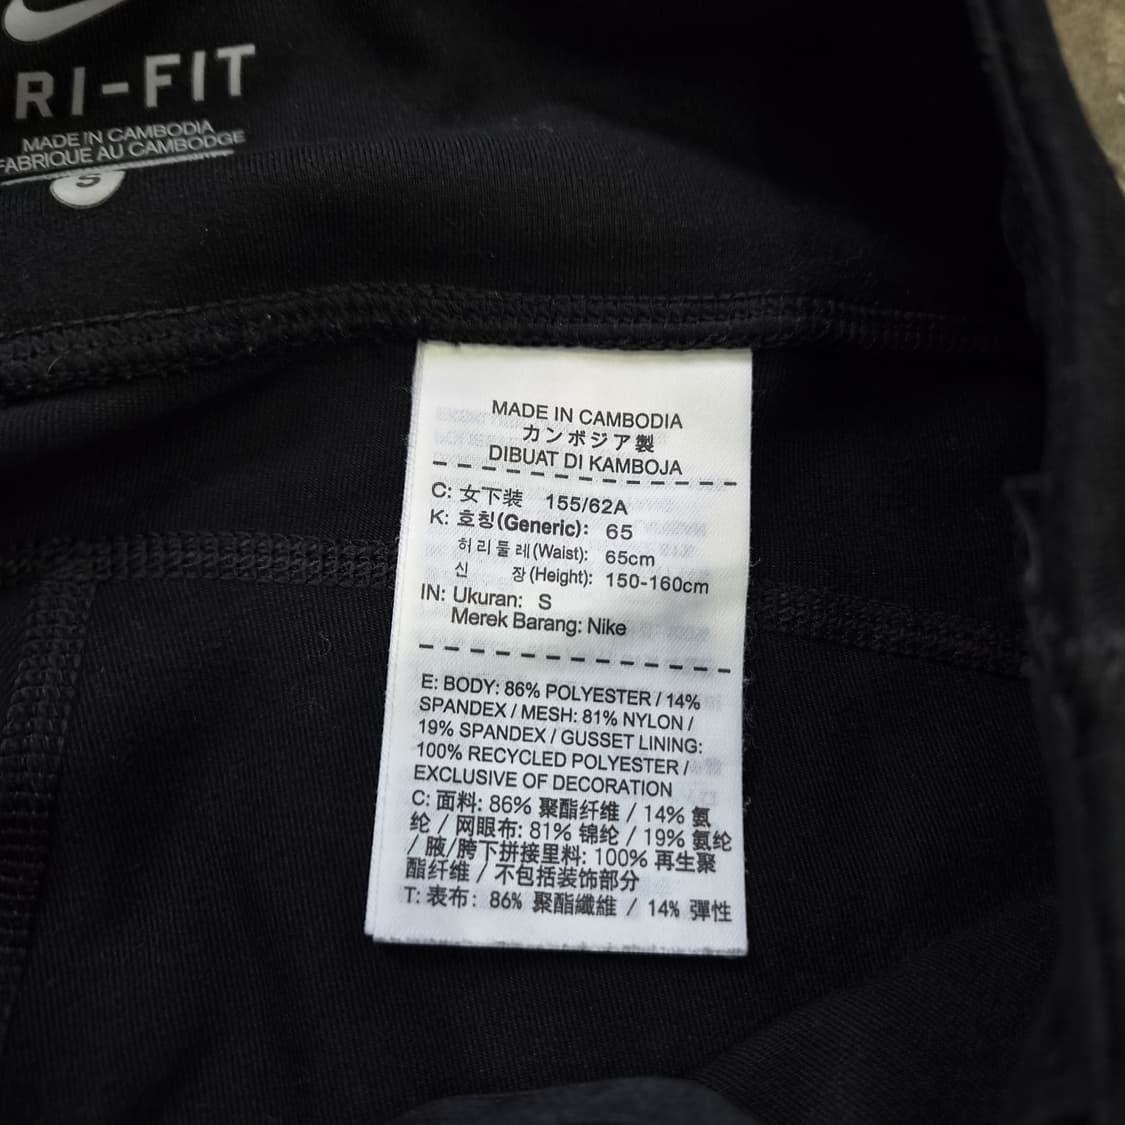 RI-FIT
MADE IN CAMBODIA
FABRIQUE AU CAMBODGE
S
MADE IN CAMBODIA
カンボジア製
DIBUAT DI KAMBOJA
C: 女下装 155/62A
K: 호칭(Generic): 65
허리둘레(Waist): 65cm
신 장(Height): 150-160cm
IN: Ukuran: S
Merek Barang: Nike
E: BODY: 86% POLYESTER / 14%
SPANDEX / MESH: 81% NYLON /
19% SPANDEX / GUSSET LINING:
100% RECYCLED POLYESTER /
EXCLUSIVE OF DECORATION
C: 面料: 86% 聚酯纤维 / 14% 氨
纶 / 网眼布: 81% 锦纶 / 19% 氨纶
/ 腋/胯下拼接里料: 100% 再生聚
酯纤维 / 不包括装饰部分
T: 表布: 86% 聚酯纖維 / 14% 彈性